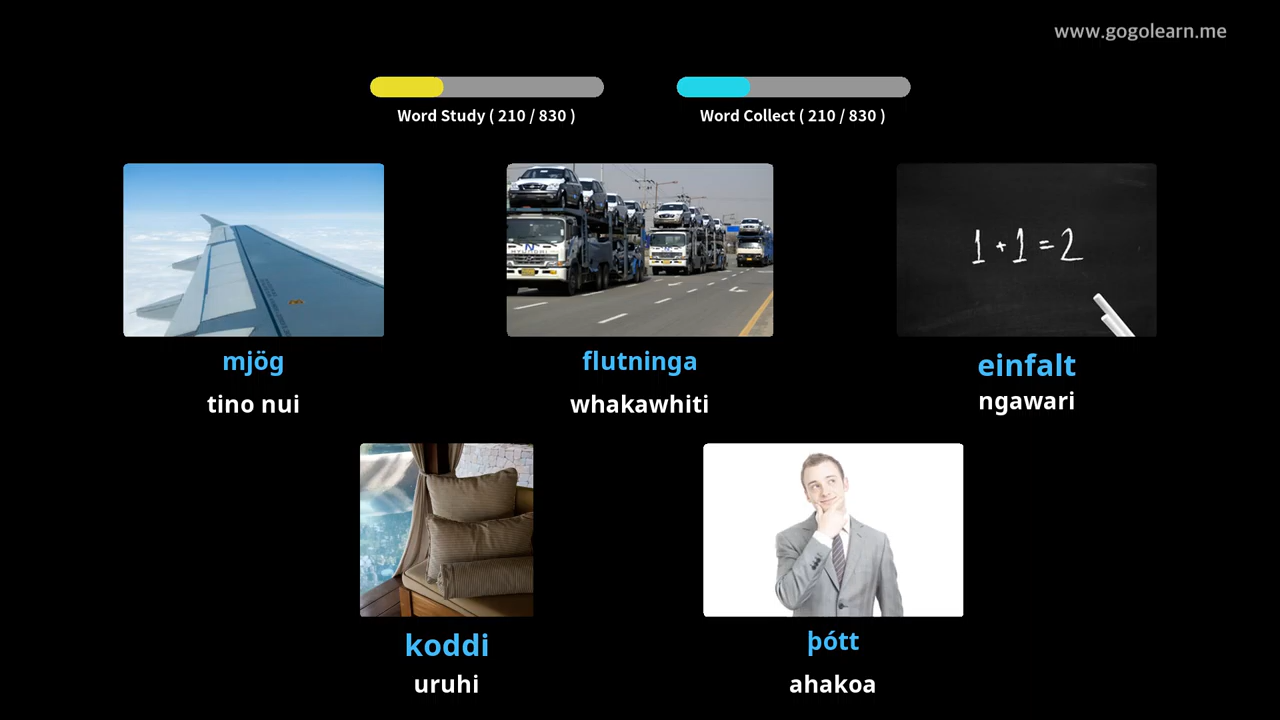 www.gogolearn.me
Word Study ( 210 / 830 )
Word Collect ( 210 / 830 )
1 + 1 = 2
mjög
tino nui
flutninga
whakawhiti
einfalt
ngawari
koddi
uruhi
þótt
ahakoa